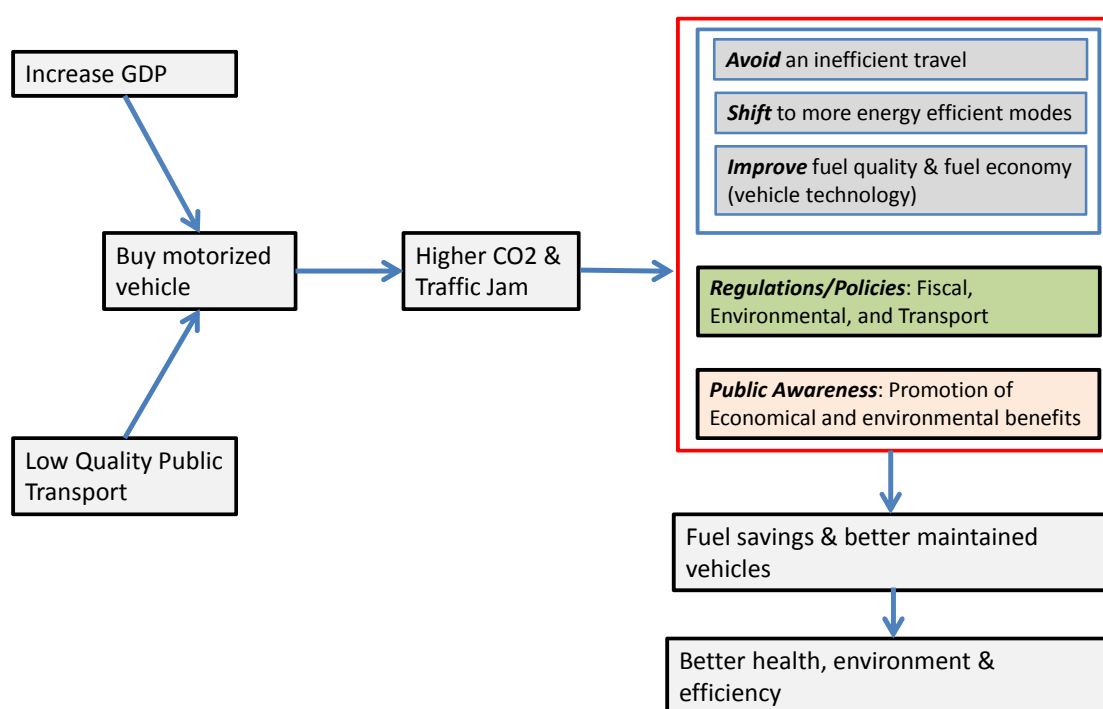 Increase GDP
Low Quality Public
Transport
Buy motorized
vehicle
Higher CO2 &
Traffic Jam
Avoid an inefficient travel
Shift to more energy efficient modes
Improve fuel quality & fuel economy
(vehicle technology)
Regulations/Policies: Fiscal,
Environmental, and Transport
Public Awareness: Promotion of
Economical and environmental benefits
Fuel savings & better maintained
vehicles
Better health, environment &
efficiency